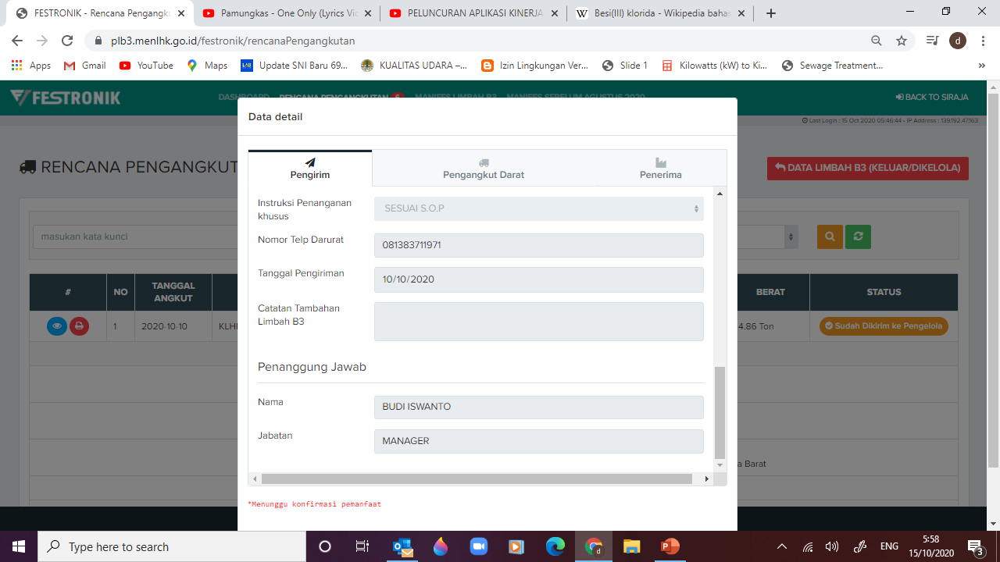 FESTRONIK - Rencana Pengangku
Pamungkas - One Only (Lyrics Vi
PELUNCURAN APLIKASI KINERJA
W Besi(III) klorida - Wikipedia baha
plb3.menlhk.go.id/festronik/rencanaPengangkutan
d
Apps
Gmail
YouTube
Maps
Update SNI Baru 69...
KUALITAS UDARA –...
Izin Lingkungan Ver...
Slide 1
Kilowatts (kW) to Ki...
Sewage Treatment...
»
FESTRONIK
DASHBOARD
RENCANA PENGANGKUTAN 6
MANIFES LIMBAH B3
MANIFES SEBELUM AGUSTUS 2020
BACK TO SIRAJA
Last Login : 15 Oct 2020 05:46:44 - IP Address : 139.192.47.163
Data detail
RENCANA PENGANGKUT
DATA LIMBAH B3 (KELUAR/DIKELOLA)
Pengirim
Pengangkut Darat
Penerima
Instruksi Penanganan
khusus
SESUAI S.O.P
masukan kata kunci
Nomor Telp Darurat
081383711971
Tanggal Pengiriman
10/10/2020
#
NO
TANGGAL
ANGKUT
BERAT
STATUS
Catatan Tambahan
Limbah B3
1
2020-10-10
KLH
4.86 Ton
Sudah Dikirim ke Pengelola
Penanggung Jawab
Nama
BUDI ISWANTO
Jabatan
MANAGER
a Barat
*Menunggu konfirmasi pemanfaat
Type here to search
d
P
ENG
5:58
15/10/2020
3